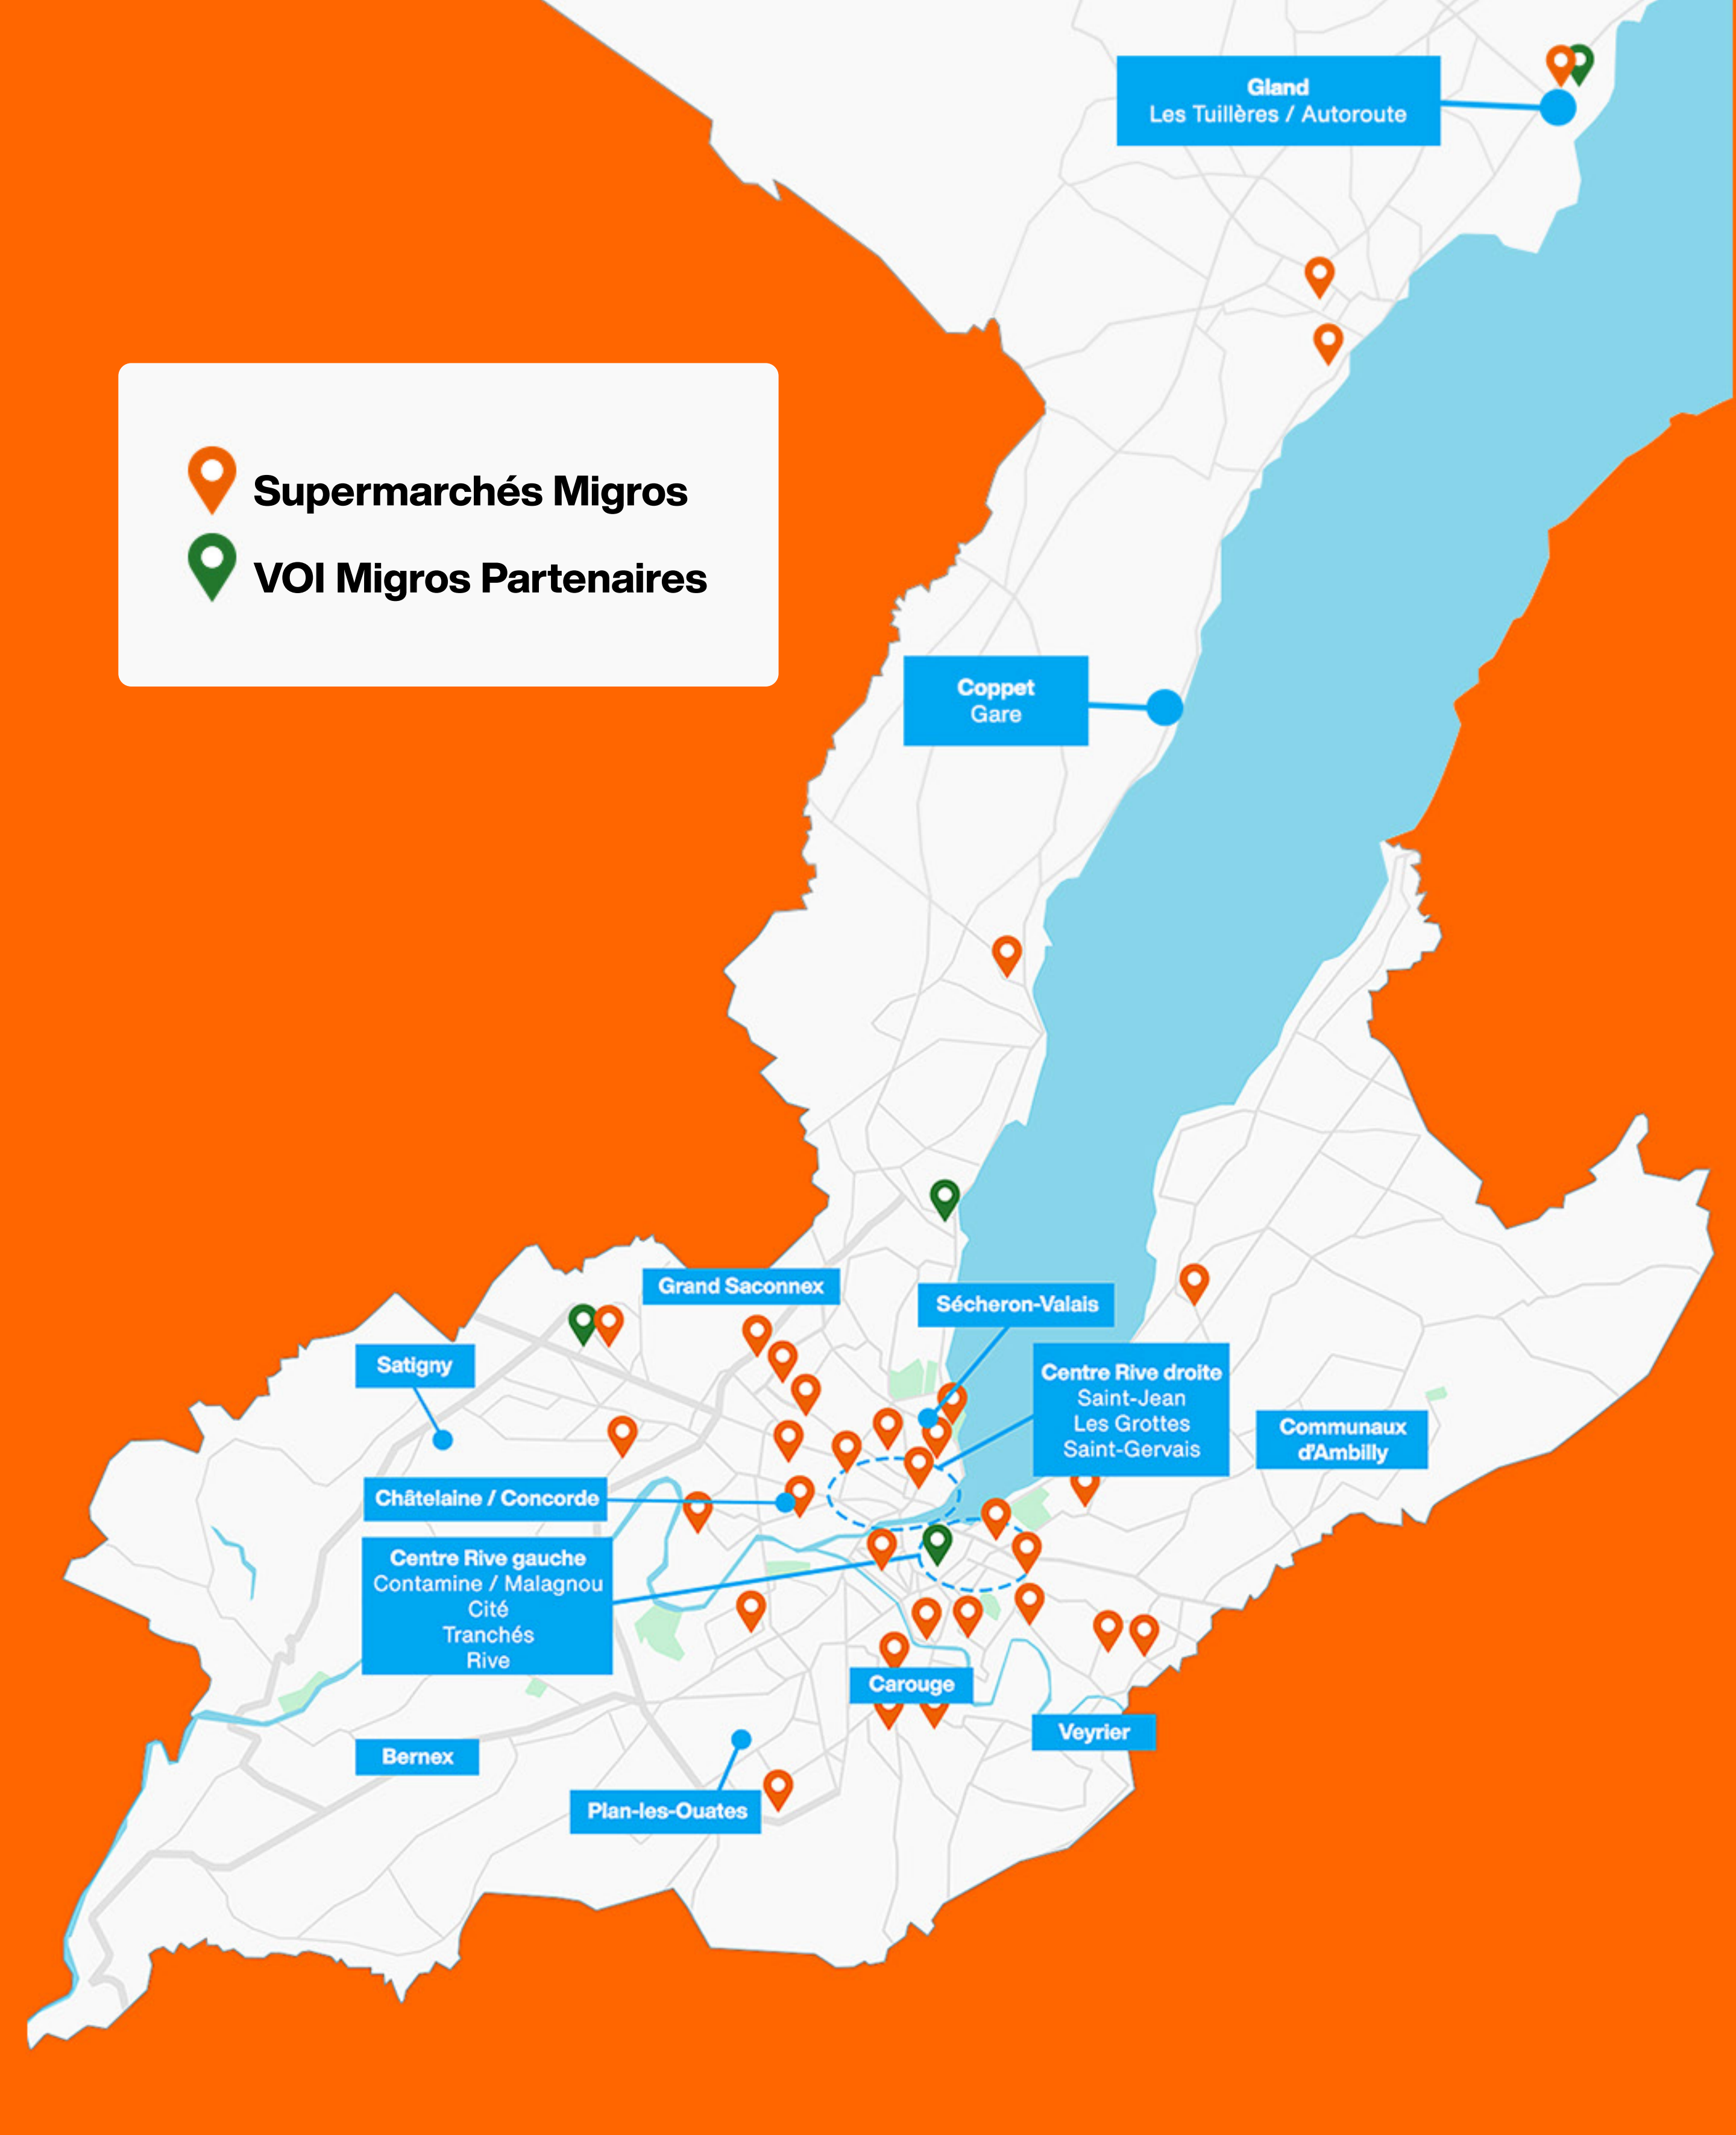 Gland
Les Tuillères / Autoroute
Supermarchés Migros
VOI Migros Partenaires
Coppet
Gare
Grand Saconnex
Sécheron-Valais
Satigny
Centre Rive droite
Saint-Jean
Les Grottes
Saint-Gervais
Communaux
d'Ambilly
Châtelaine / Concorde
Centre Rive gauche
Contamine / Malagnou
Cité
Tranchés
Rive
Carouge
Veyrier
Bernex
Plan-les-Ouates